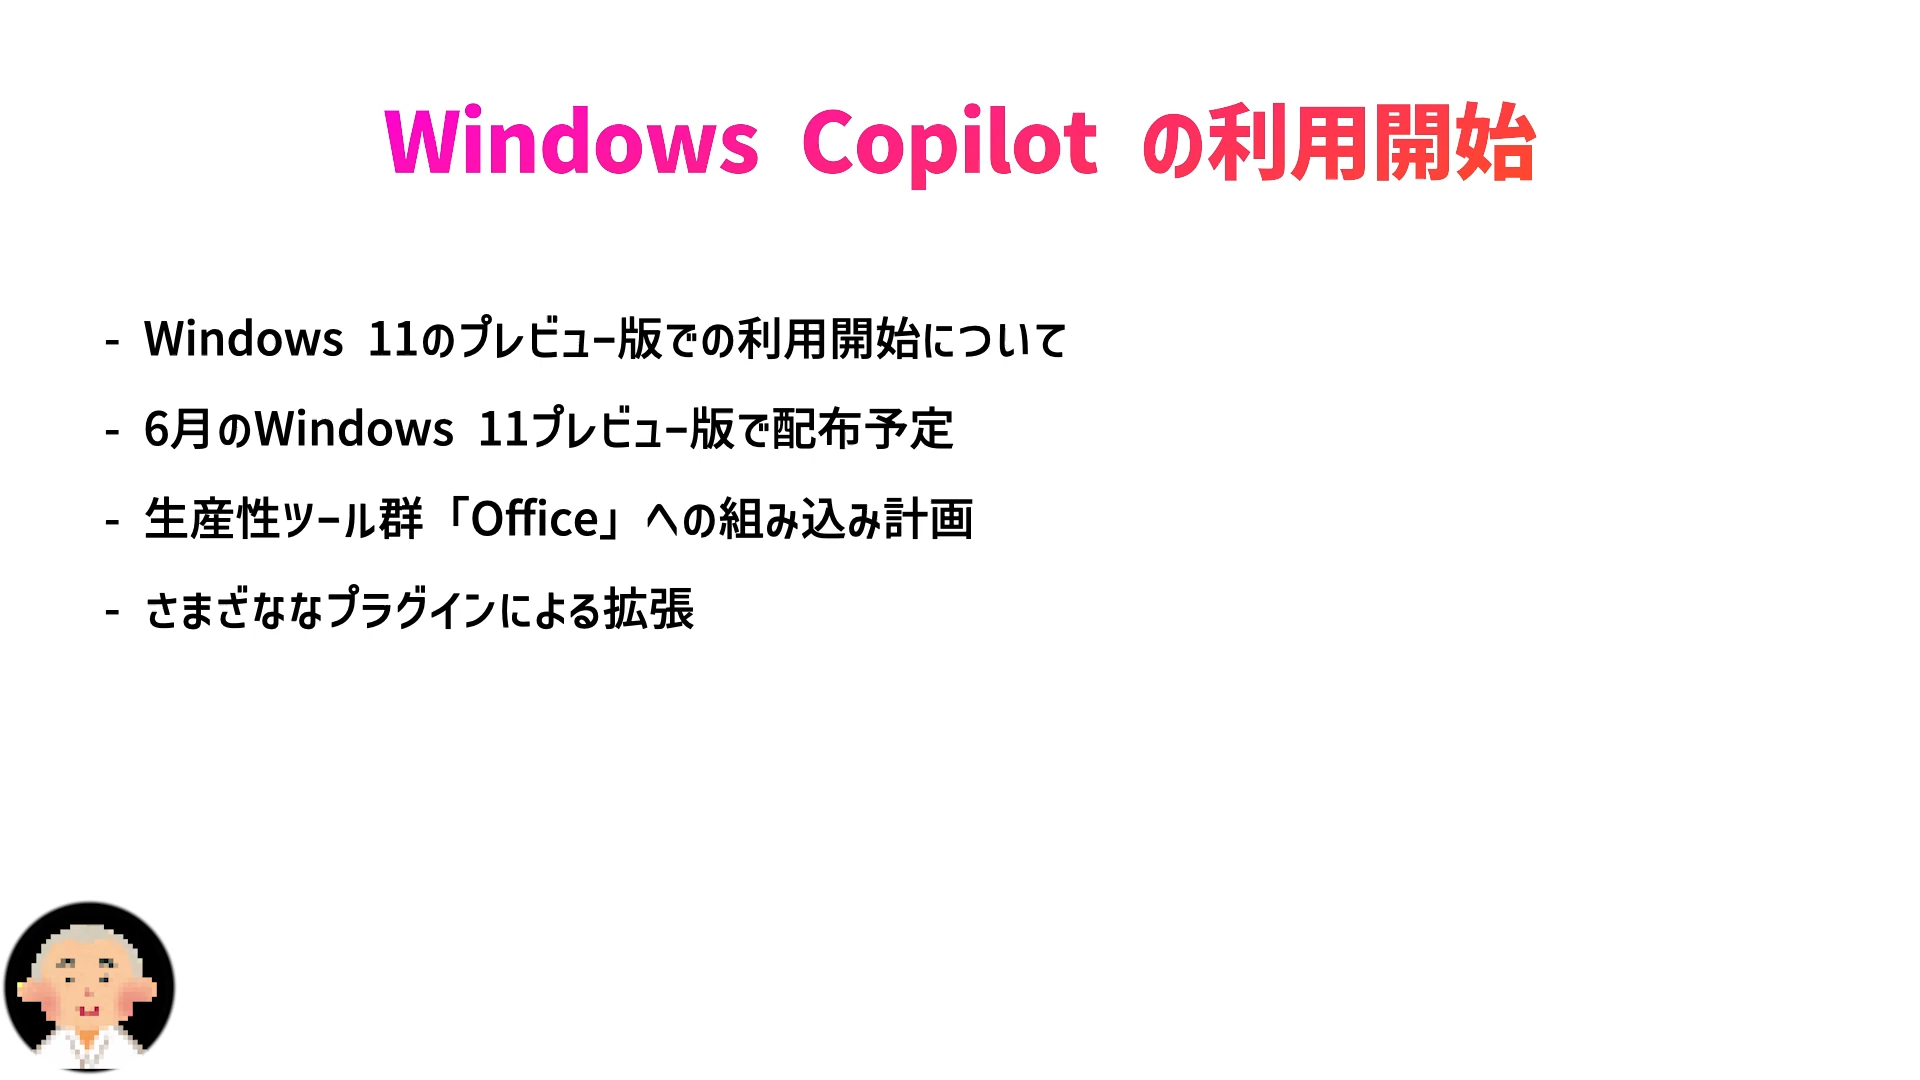 Windows Copilot の利用開始
- Windows 11のプレビュー版での利用開始について
- 6月のWindows 11プレビュー版で配布予定
- 生産性ツール群「Office」への組み込み計画
- さまざななプラグインによる拡張